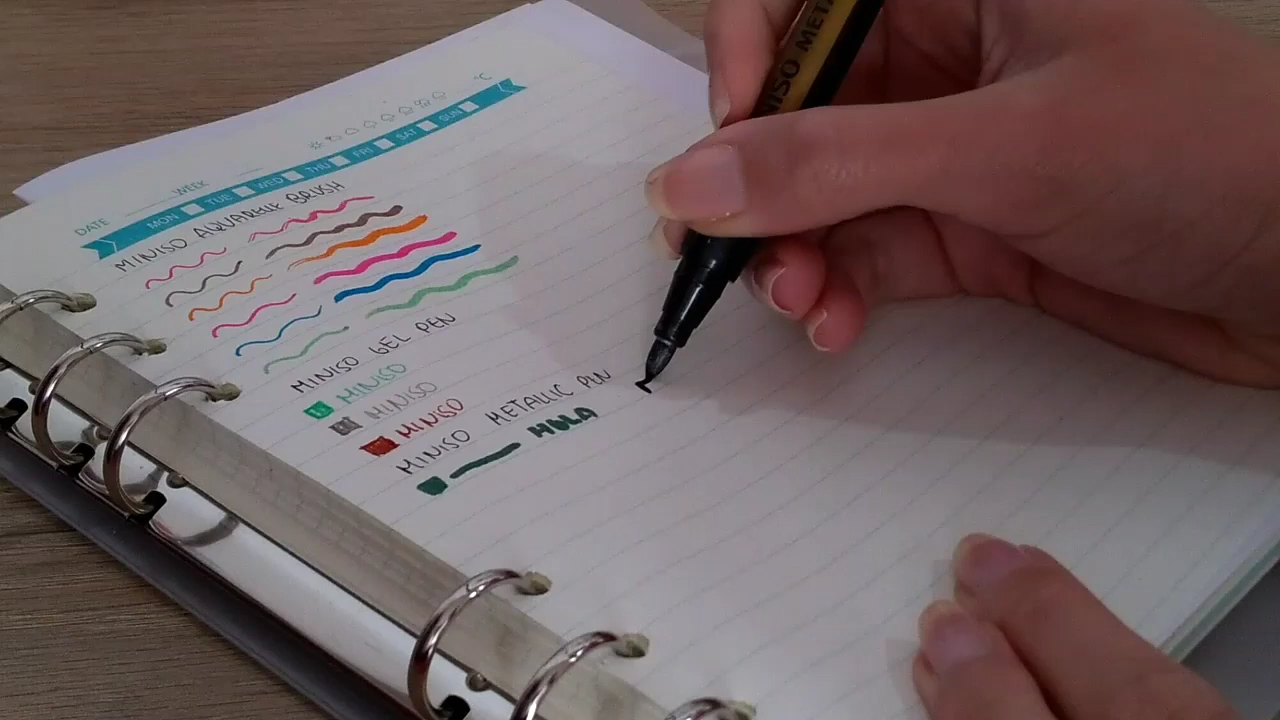 °C
DATE WEEK
MON TUE WED THU FRI SAT SUN
MINISO AQUARELLE BRUSH
MINISO GEL PEN
MINISO
MINISO
MINISO
MINISO METALLIC PEN
HOLA
MINISO META